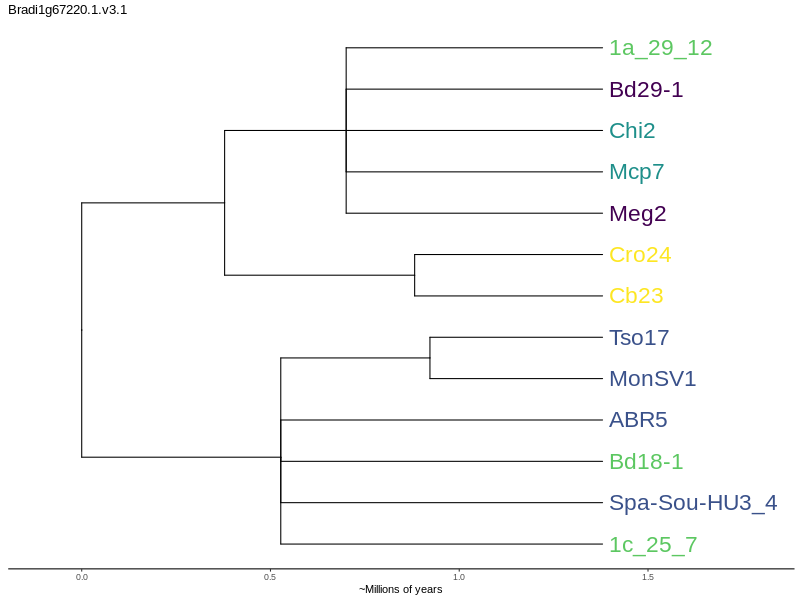 Bradi1g67220.1.v3.1
1a_29_12
Bd29-1
Chi2
Mcp7
Meg2
Cro24
Cb23
Tso17
MonSV1
ABR5
Bd18-1
Spa-Sou-HU3_4
1c_25_7
0.0 0.5 1.0 1.5
~Millions of years